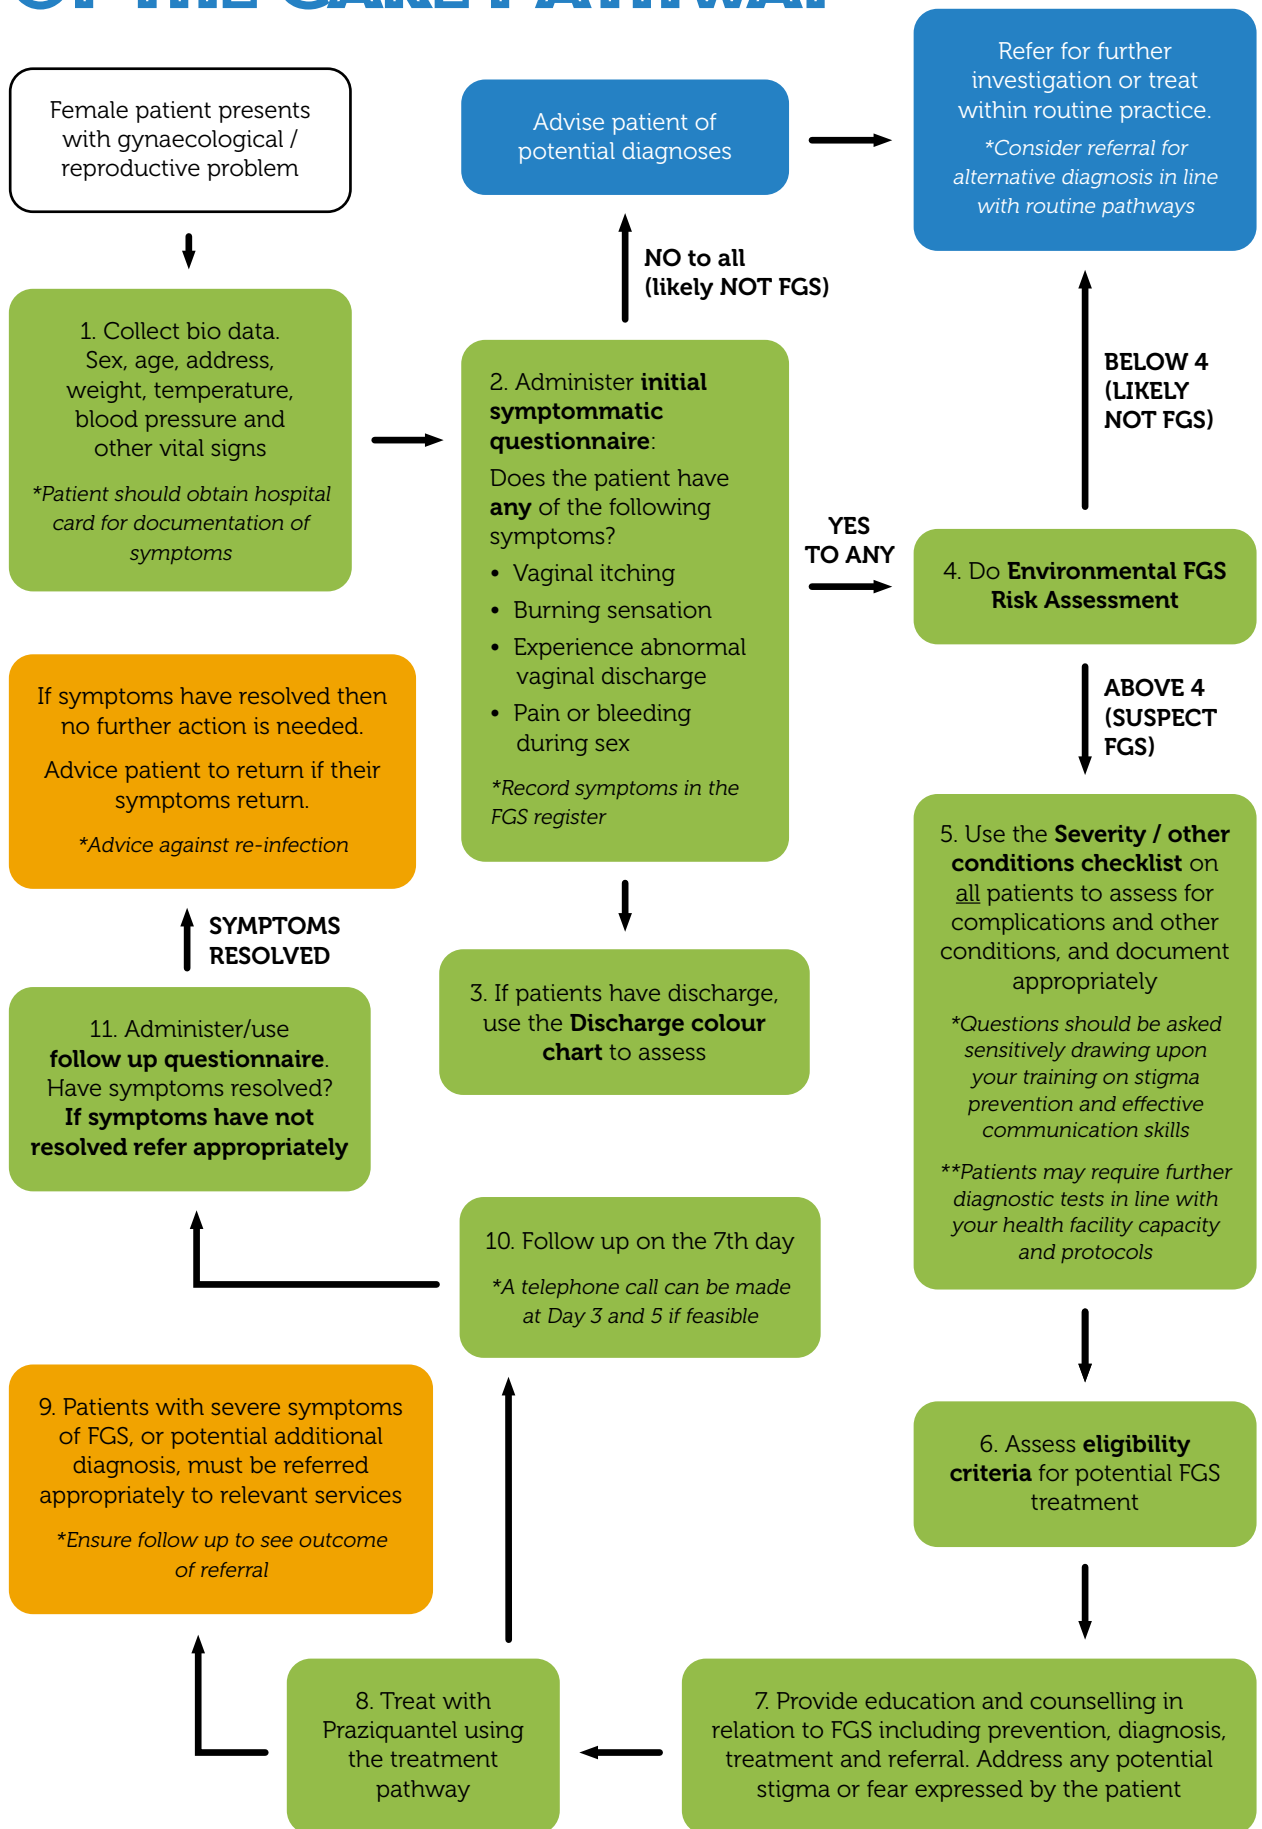 OF THE CARE PATHWAY
Female patient presents
with gynaecological /
reproductive problem
1. Collect bio data.
Sex, age, address,
weight, temperature,
blood pressure and
other vital signs
*Patient should obtain hospital
card for documentation of
symptoms
2. Administer initial
symptommatic
questionnaire:
Does the patient have
any of the following
symptoms?
• Vaginal itching
• Burning sensation
• Experience abnormal
vaginal discharge
• Pain or bleeding
during sex
*Record symptoms in the
FGS register
NO to all
(likely NOT FGS)
Advise patient of
potential diagnoses
Refer for further
investigation or treat
within routine practice.
*Consider referral for
alternative diagnosis in line
with routine pathways
3. If patients have discharge,
use the Discharge colour
chart to assess
YES
TO ANY
4. Do Environmental FGS
Risk Assessment
BELOW 4
(LIKELY
NOT FGS)
ABOVE 4
(SUSPECT
FGS)
5. Use the Severity / other
conditions checklist on
all patients to assess for
complications and other
conditions, and document
appropriately
*Questions should be asked
sensitively drawing upon
your training on stigma
prevention and effective
communication skills
**Patients may require further
diagnostic tests in line with
your health facility capacity
and protocols
6. Assess eligibility
criteria for potential FGS
treatment
7. Provide education and counselling in
relation to FGS including prevention, diagnosis,
treatment and referral. Address any potential
stigma or fear expressed by the patient
8. Treat with
Praziquantel using
the treatment
pathway
9. Patients with severe symptoms
of FGS, or potential additional
diagnosis, must be referred
appropriately to relevant services
*Ensure follow up to see outcome
of referral
10. Follow up on the 7th day
*A telephone call can be made
at Day 3 and 5 if feasible
11. Administer/use
follow up questionnaire.
Have symptoms resolved?
If symptoms have not
resolved refer appropriately
SYMPTOMS
RESOLVED
If symptoms have resolved then
no further action is needed.
Advice patient to return if their
symptoms return.
*Advice against re-infection